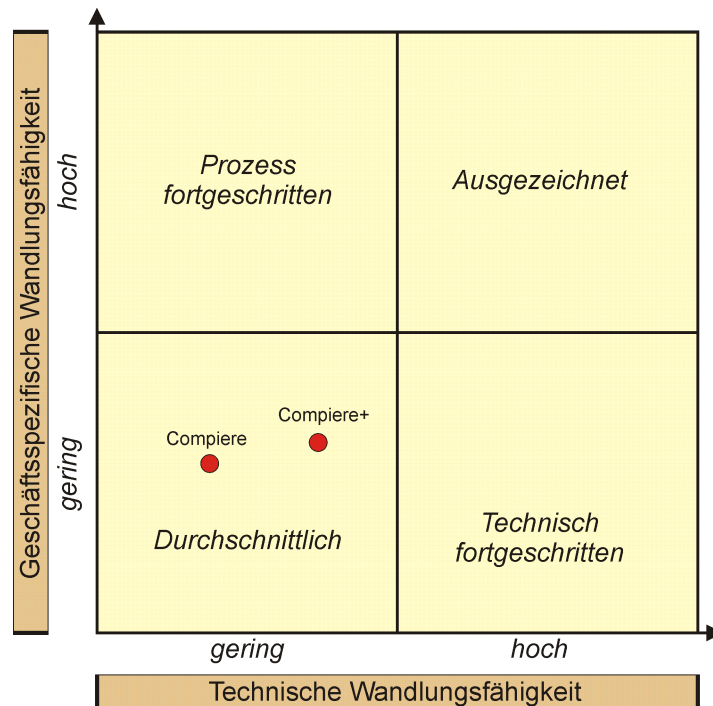 Geschäftsspezifische Wandlungsfähigkeit
hoch
gering
Prozess
fortgeschritten
Ausgezeichnet
Compiere+
Compiere
Durchschnittlich
Technisch
fortgeschritten
gering
hoch
Technische Wandlungsfähigkeit